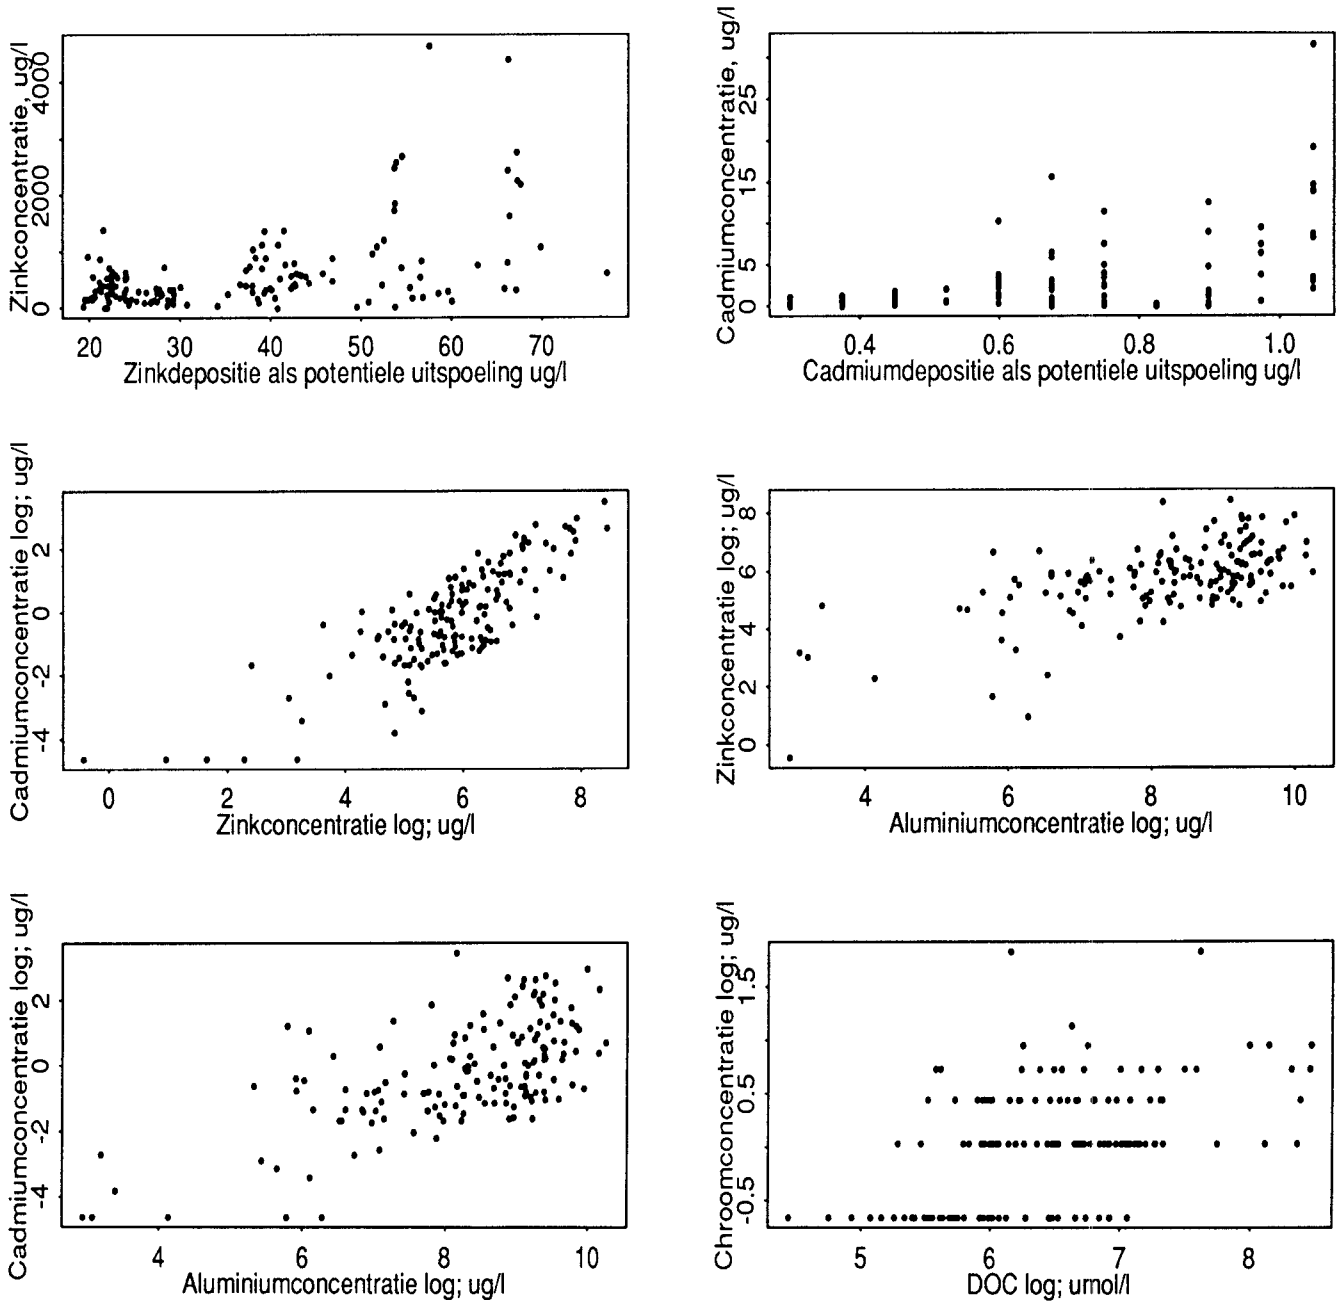 Zinkconcentratie, ug/l
0 2000 4000
20 30 40 50 60 70
Zinkdepositie als potentiele uitspoeling ug/l
Cadmiumconcentratie, ug/l
0 5 15 25
0.4 0.6 0.8 1.0
Cadmiumdepositie als potentiele uitspoeling ug/l
Cadmiumconcentratie log; ug/l
-4 -2 0 2
0 2 4 6 8
Zinkconcentratie log; ug/l
Zinkconcentratie log; ug/l
0 2 4 6 8
4 6 8 10
Aluminiumconcentratie log; ug/l
Cadmiumconcentratie log; ug/l
-4 -2 0 2
4 6 8 10
Aluminiumconcentratie log; ug/l
Chroomconcentratie log; ug/l
-0.5 0.5 1.5
5 6 7 8
DOC log; umol/l